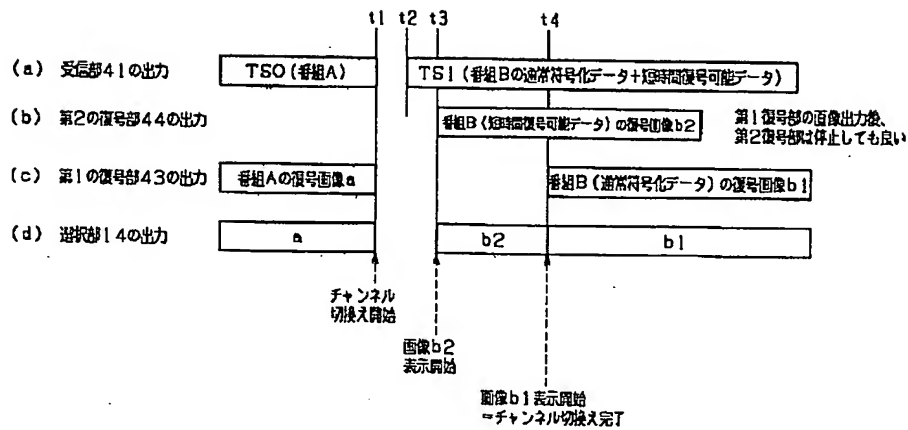 t1 t2 t3 t4
(a) 受信部41の出力 TS0(番組A) TS1(番組Bの通常符号化データ+短時間復号可能データ)
(b) 第2の復号部44の出力 番組B(短時間復号可能データ)の復号画像b2 第1復号部の画像出力後、
第2復号部は停止しても良い
(c) 第1の復号部43の出力 番組Aの復号画像a 番組B(通常符号化データ)の復号画像b1
(d) 選択部14の出力 a b2 b1
チャンネル
切換え開始
画像b2
表示開始
画像b1表示開始
=チャンネル切換え完了